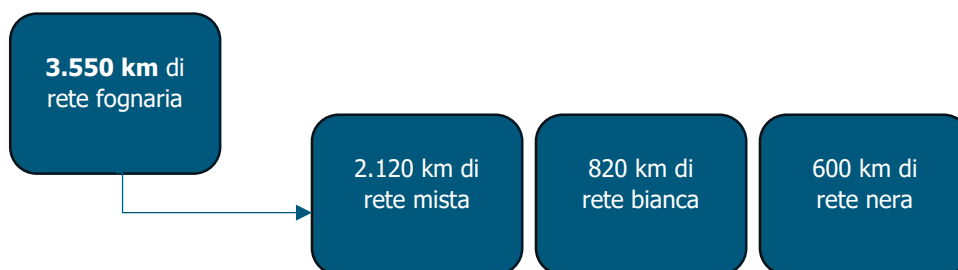 3.550 km di
rete fognaria
2.120 km di
rete mista
820 km di
rete bianca
600 km di
rete nera